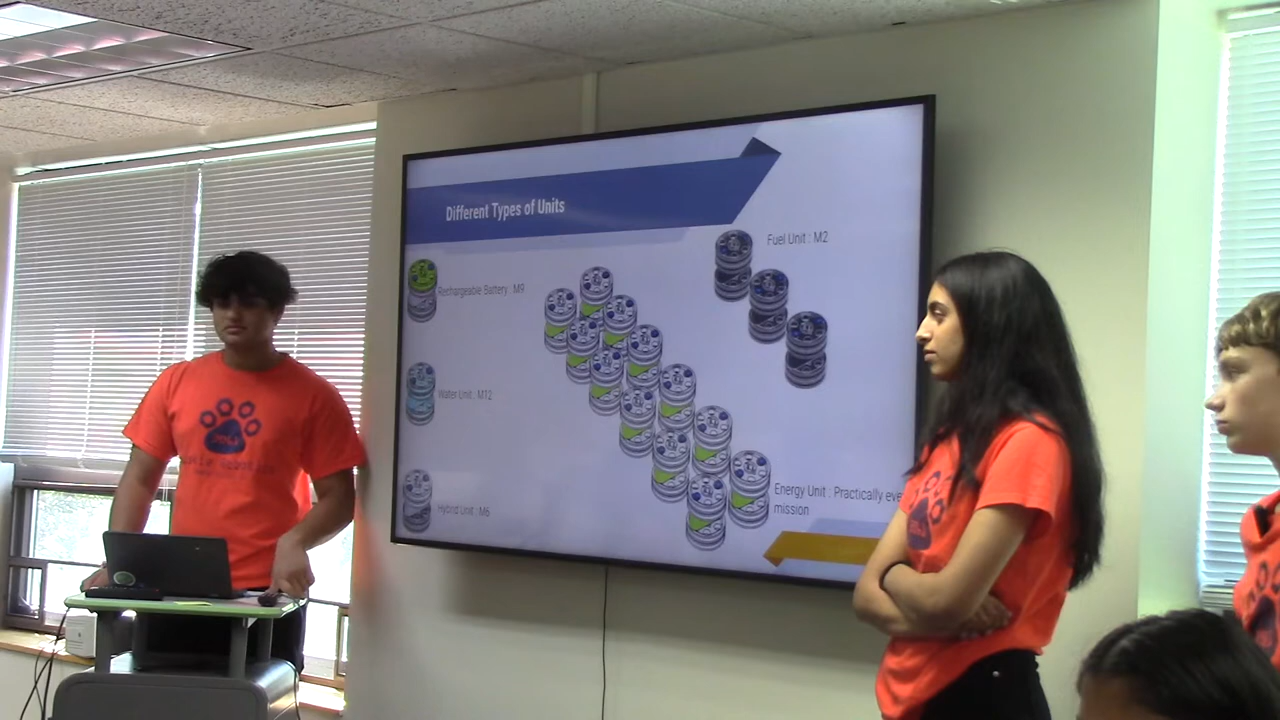 Different Types of Units
Fuel Unit : M2
Rechargeable Battery : M9
Water Unit : M12
Hybrid Unit : M6
Energy Unit : Practically eve
mission